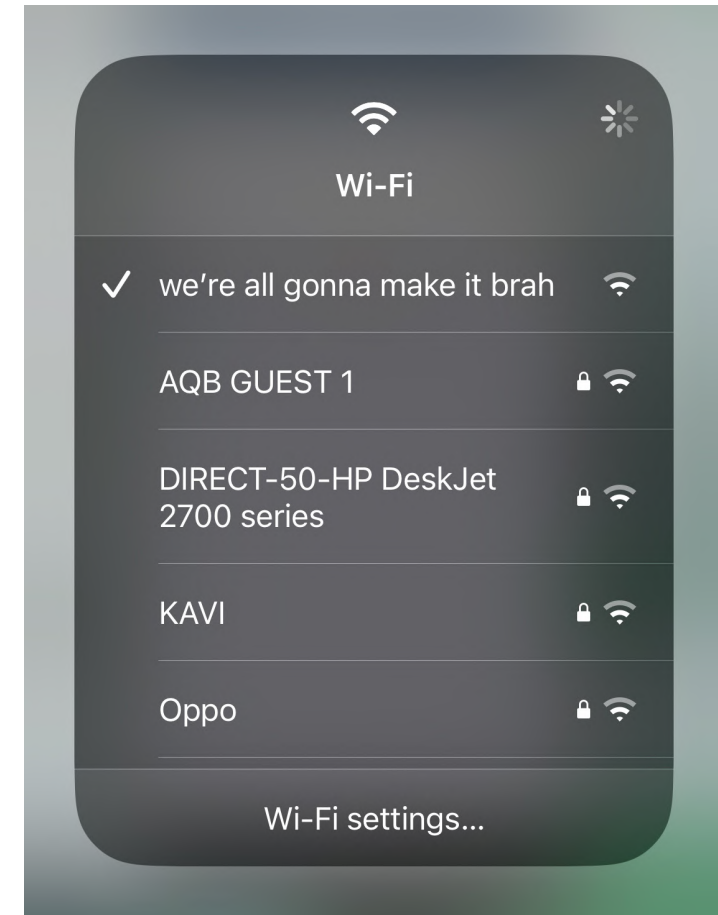 Wi-Fi
we’re all gonna make it brah
AQB GUEST 1
DIRECT-50-HP DeskJet
2700 series
KAVI
Oppo
Wi-Fi settings...